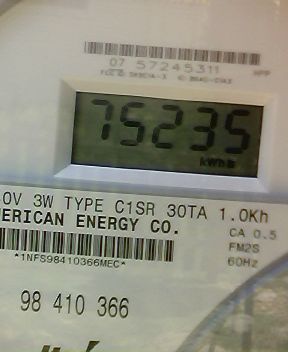 07 57245311
75235
kWh
0V 3W TYPE C1SR 30TA 1.0Kh
ERICAN ENERGY CO.
CA 0.5
FM2S
60Hz
*1NFS98410366MEC*
98 410 366